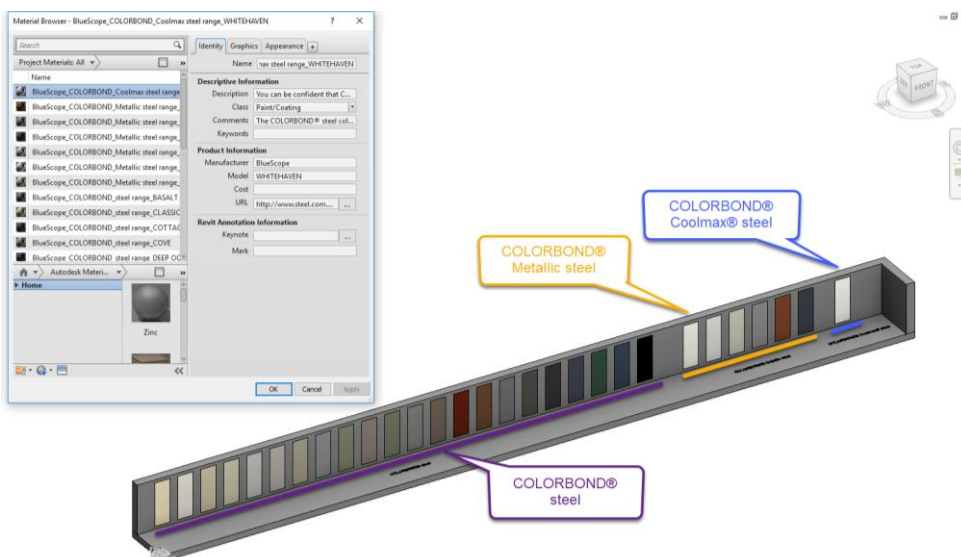 Material Browser - BlueScope_COLORBOND_Coolmax steel range_WHITEHAVEN
Search
Project Materials: All
Name
BlueScope_COLORBOND_Coolmax steel range
BlueScope_COLORBOND_Metallic steel range_
BlueScope_COLORBOND_Metallic steel range_
BlueScope_COLORBOND_Metallic steel range_
BlueScope_COLORBOND_Metallic steel range_
BlueScope_COLORBOND_Metallic steel range_
BlueScope_COLORBOND_Metallic steel range_
BlueScope_COLORBOND_steel range_BASALT
BlueScope_COLORBOND_steel range_CLASSIC
BlueScope_COLORBOND_steel range_COTTAG
BlueScope_COLORBOND_steel range_COVE
BlueScope_COLORBOND_steel range_DEEP OC
Autodesk Materi...
Home
Zinc
Identity Graphics Appearance
Name max steel range_WHITEHAVEN
Descriptive Information
Description You can be confident that C...
Class Paint/Coating
Comments The COLORBOND® steel col...
Keywords
Product Information
Manufacturer BlueScope
Model WHITEHAVEN
Cost
URL http://www.steel.com.... ...
Revit Annotation Information
Keynote ...
Mark
OK Cancel Apply
TOP
FRONT
COLORBOND®
Coolmax® steel
COLORBOND®
Metallic steel
COLORBOND®
steel